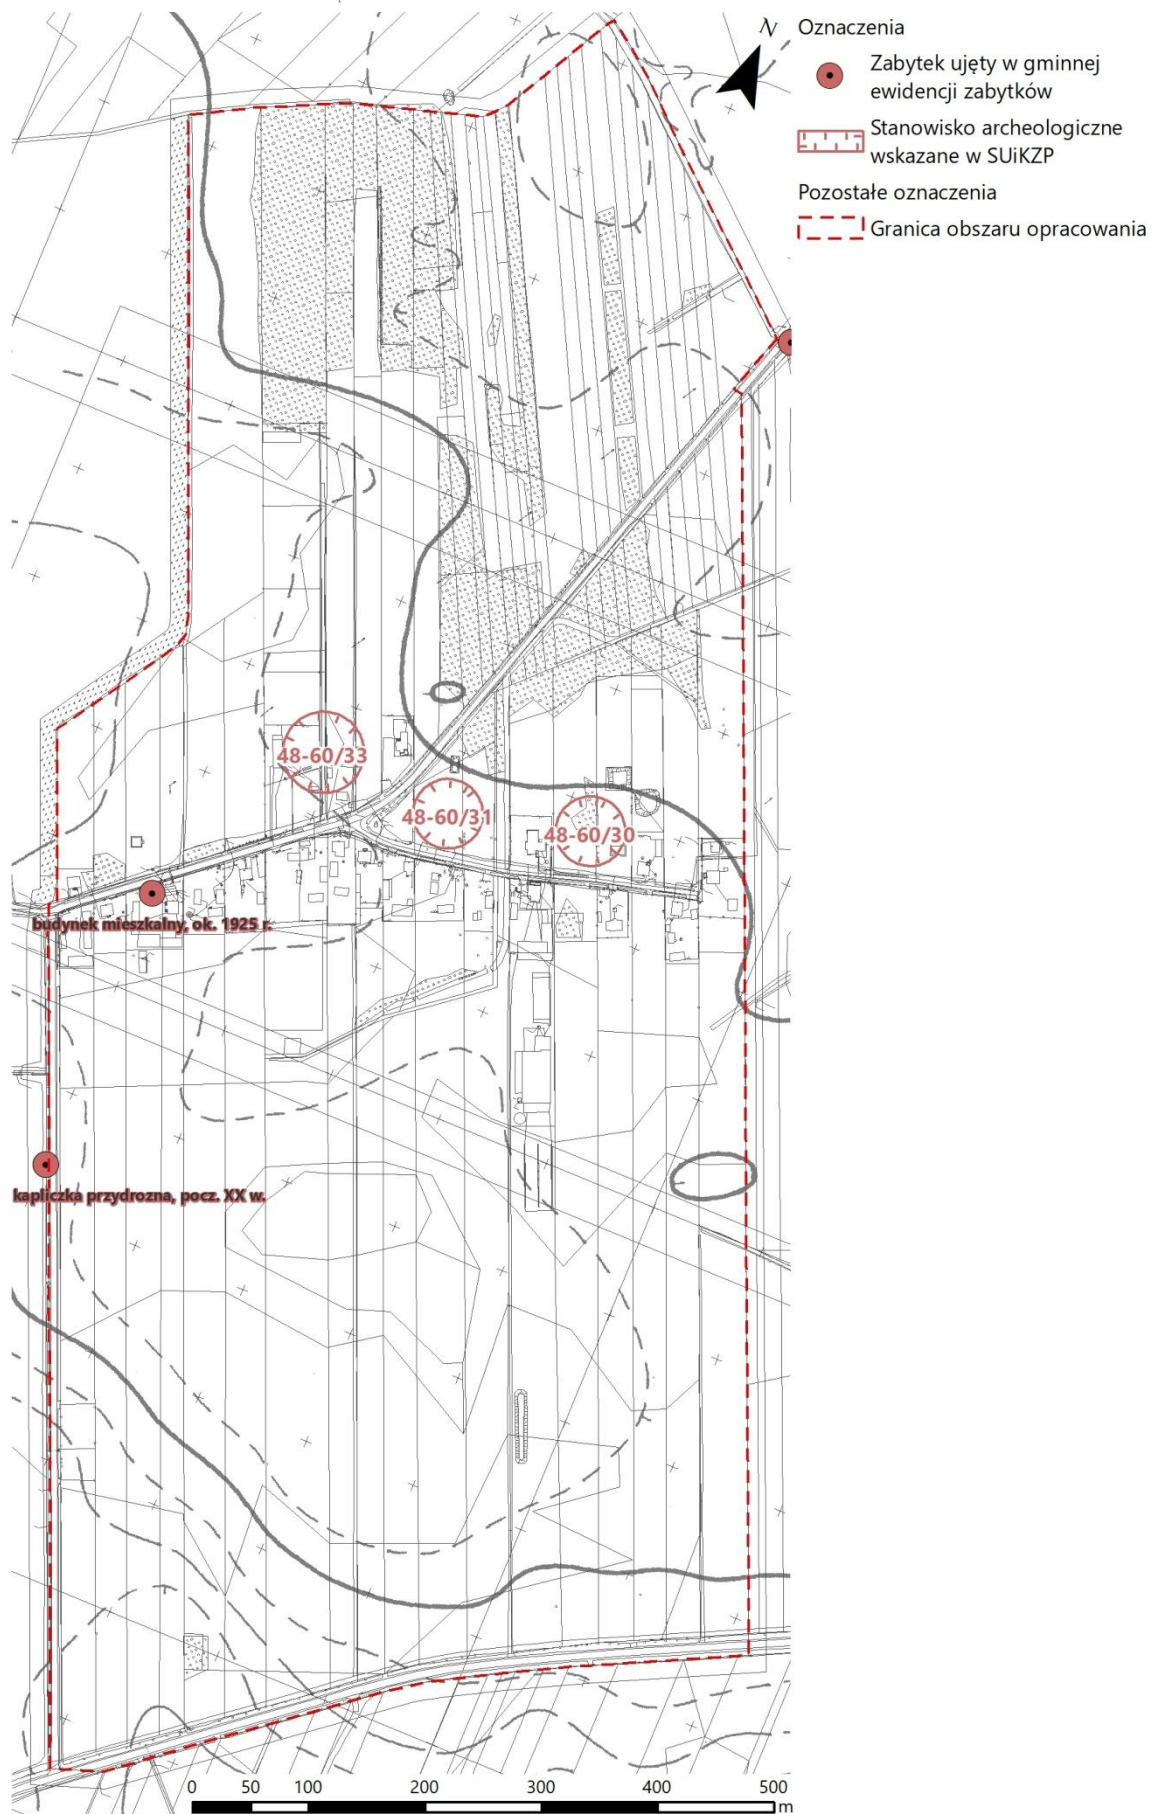 N
Oznaczenia
Zabytek ujęty w gminnej
ewidencji zabytków
Stanowisko archeologiczne
wskazane w SUiKZP
Pozostałe oznaczenia
Granica obszaru opracowania
48-60/33
48-60/31
48-60/30
budynek mieszkalny, ok. 1925 r.
kapliczka przydrozna, pocz. XX w.
0 50 100 200 300 400 500
m